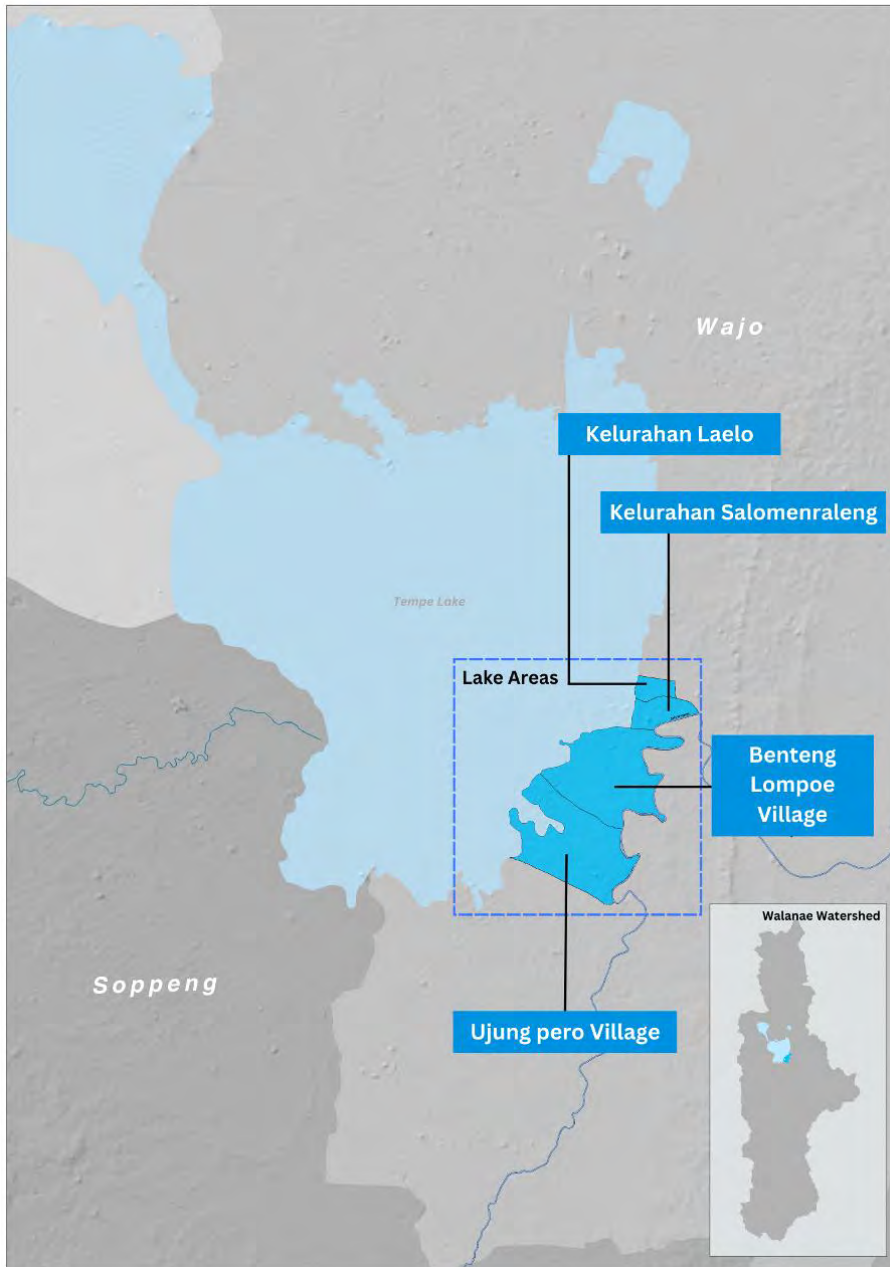 Wajo
Kelurahan Laelo
Kelurahan Salomenraleng
Tempe Lake
Lake Areas
Benteng
Lompoe
Village
Walanae Watershed
Soppeng
Ujung pero Village